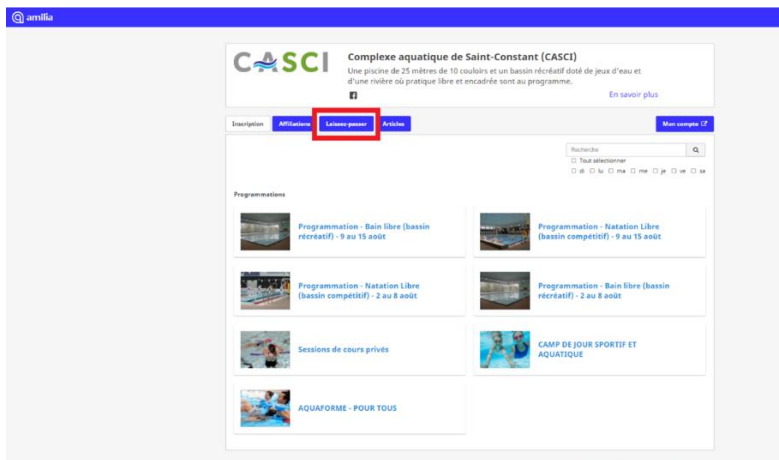 amilia
CASCI
Complexe aquatique de Saint-Constant (CASCI)
Une piscine de 25 mètres de 10 couloirs et un bassin récréatif doté de jeux d'eau et
d'une rivière où pratique libre et encadrée sont au programme.
En savoir plus
Inscription Affiliations Laissez-passer Articles Mon compte
Recherche
Tout sélectionner
di lu ma me je ve sa
Programmations
Programmation - Bain libre (bassin
récréatif) - 9 au 15 août
Programmation - Natation Libre
(bassin compétitif) - 9 au 15 août
Programmation - Natation Libre
(bassin compétitif) - 2 au 8 août
Programmation - Bain libre (bassin
récréatif) - 2 au 8 août
Sessions de cours privés
CAMP DE JOUR SPORTIF ET
AQUATIQUE
AQUAFORME - POUR TOUS